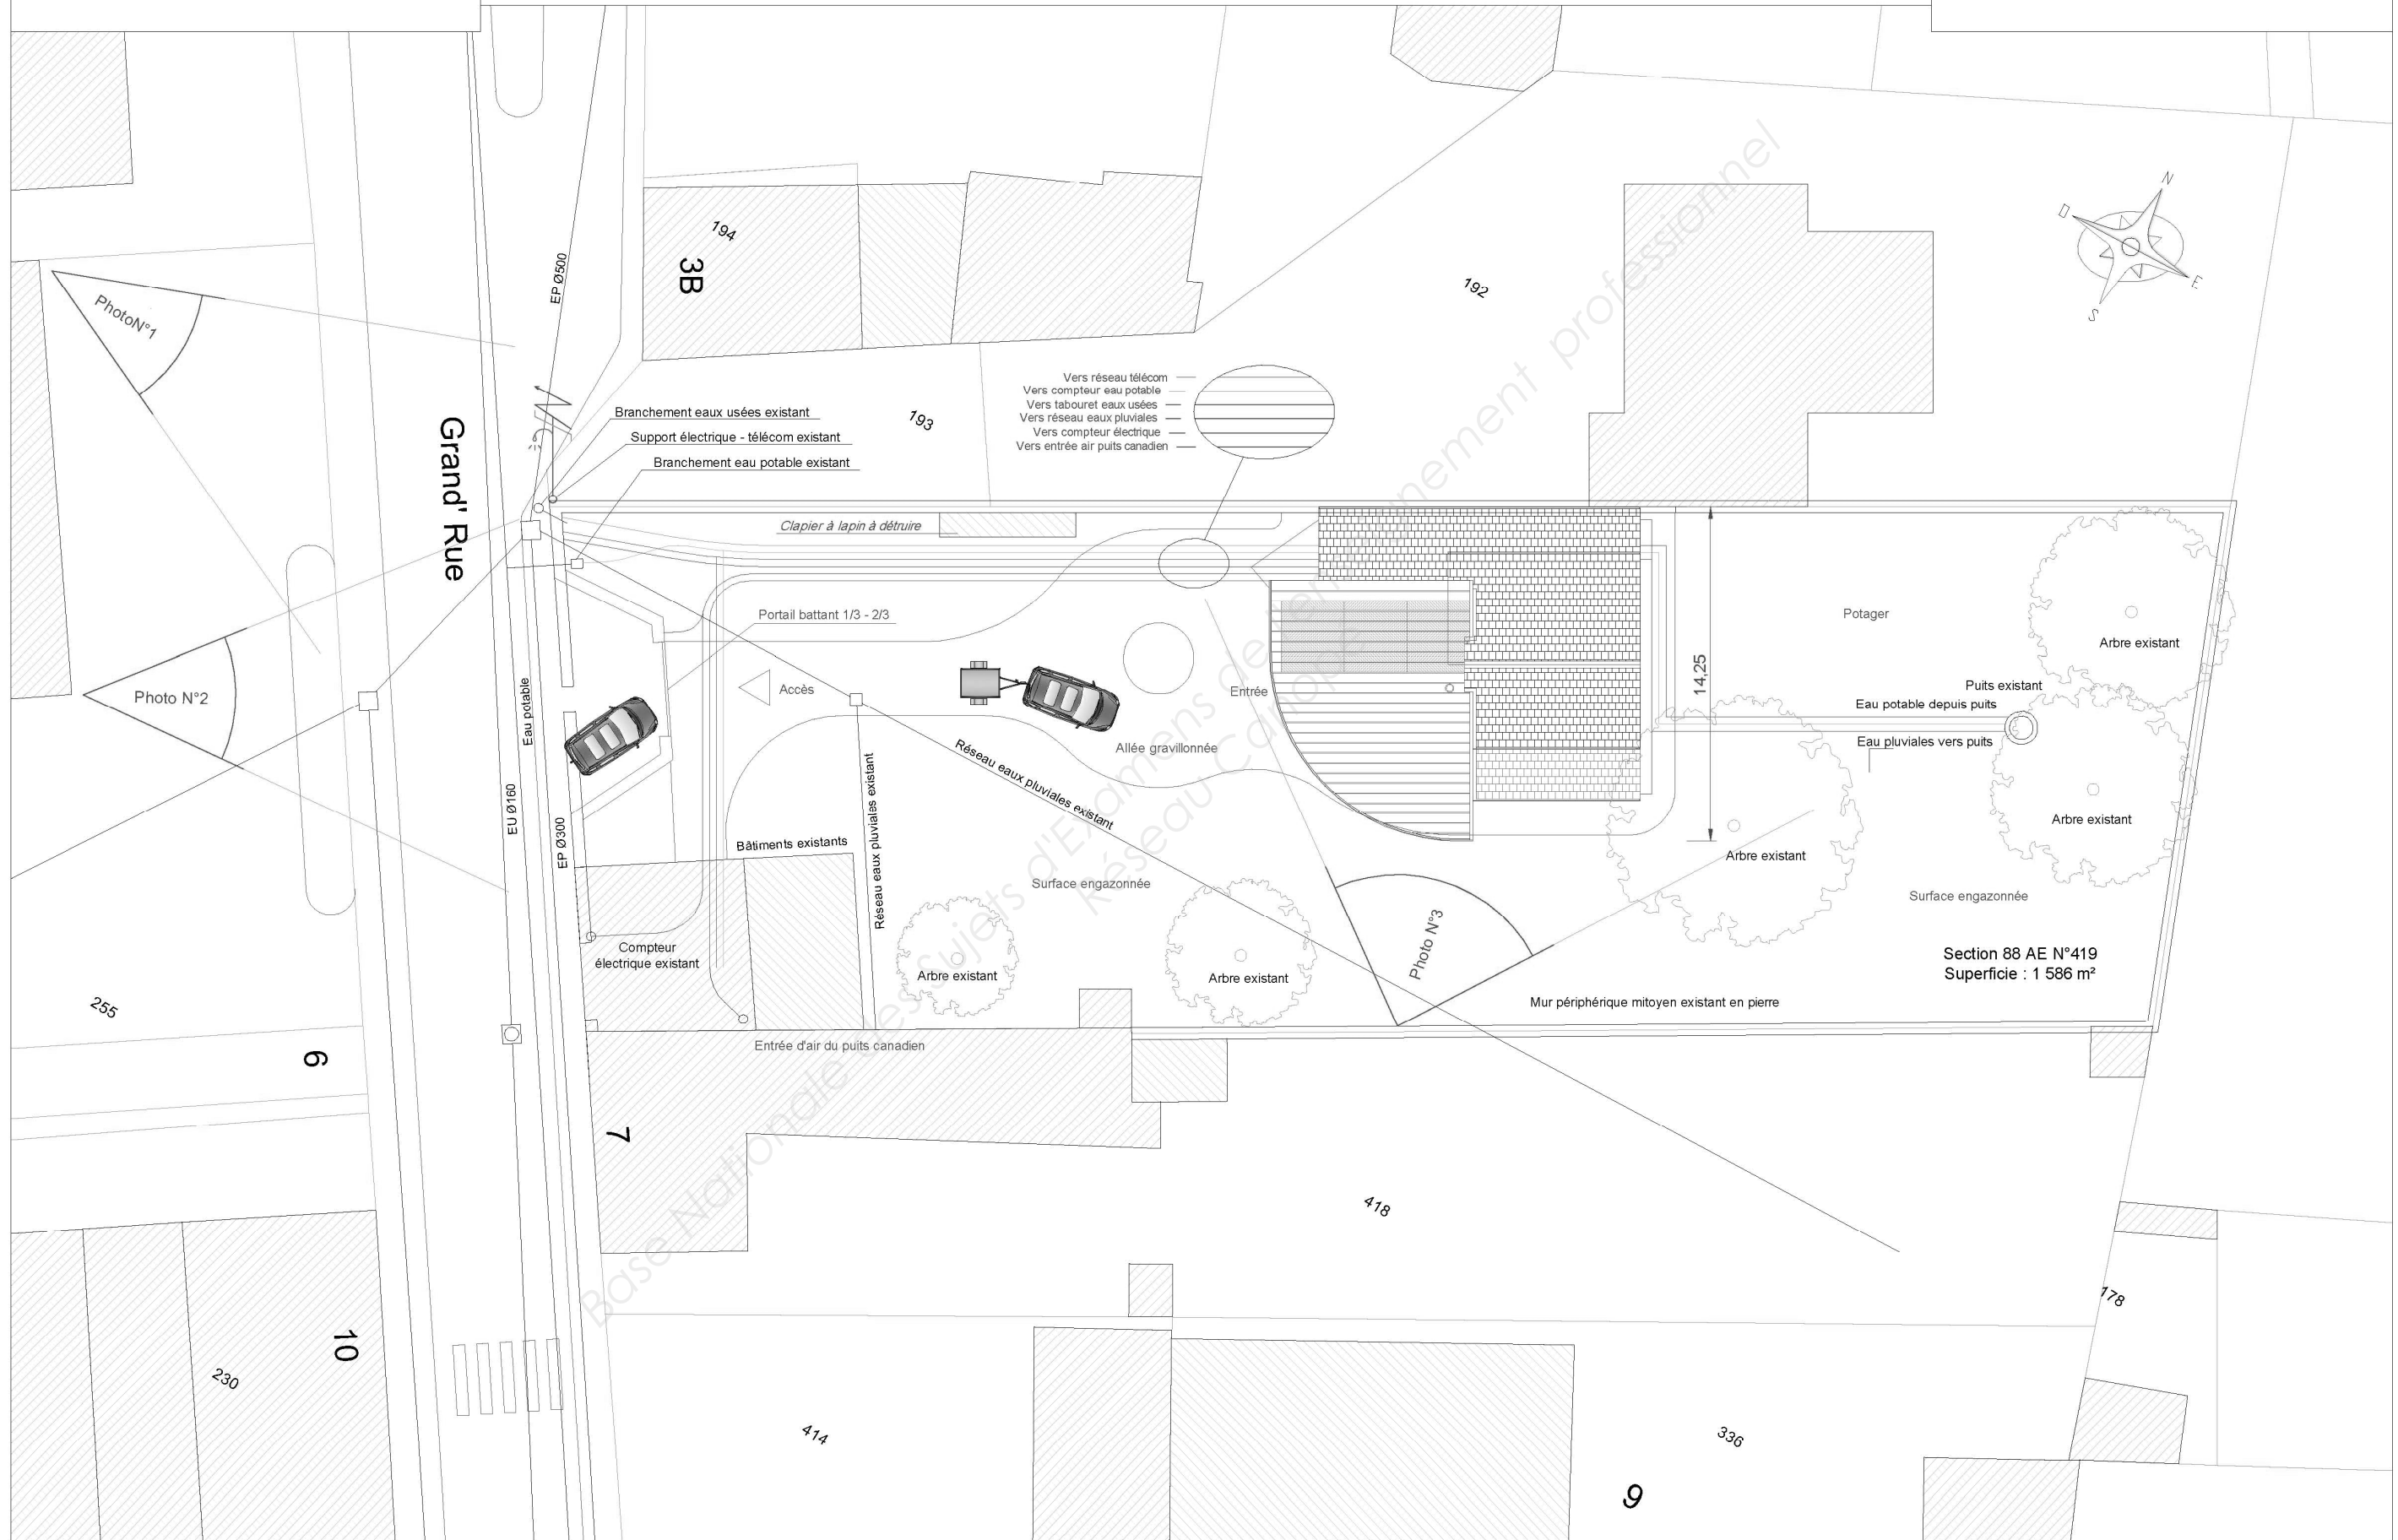 194
3B
192
N
O
E
S
PhotoN°1
EP Ø500
Grand' Rue
Branchement eaux usées existant
Support électrique - télécom existant
Branchement eau potable existant
193
Vers réseau télécom
Vers compteur eau potable
Vers tabouret eaux usées
Vers réseau eaux pluviales
Vers compteur électrique
Vers entrée air puits canadien
Clapier à lapin à détruire
Portail battant 1/3 - 2/3
Accès
Photo N°2
Eau potable
EU Ø160
EP Ø300
Entrée
Allée gravillonnée
Réseau eaux pluviales existant
Réseau eaux pluviales existant
14,25
Potager
Arbre existant
Puits existant
Eau potable depuis puits
Eau pluviales vers puits
Arbre existant
Arbre existant
Bâtiments existants
Surface engazonnée
Surface engazonnée
Compteur
électrique existant
Arbre existant
Arbre existant
Photo N°3
Section 88 AE N°419
Superficie : 1 586 m²
Mur périphérique mitoyen existant en pierre
Entrée d'air du puits canadien
255
6
7
418
178
10
230
414
336
9
Base Nationale des Sujets d'Examens de l'enseignement professionnel
Réseau Canopé